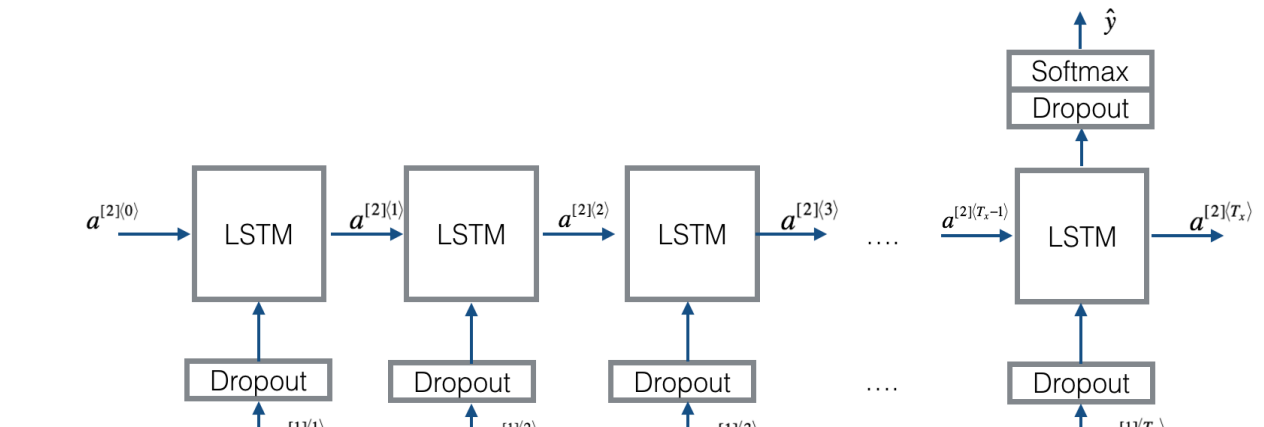 ŷ
Softmax
Dropout
a[2]⟨0⟩ a[2]⟨1⟩ a[2]⟨2⟩ a[2]⟨3⟩ a[2]⟨Tx−1⟩ a[2]⟨Tx⟩
LSTM LSTM LSTM .... LSTM
Dropout Dropout Dropout .... Dropout